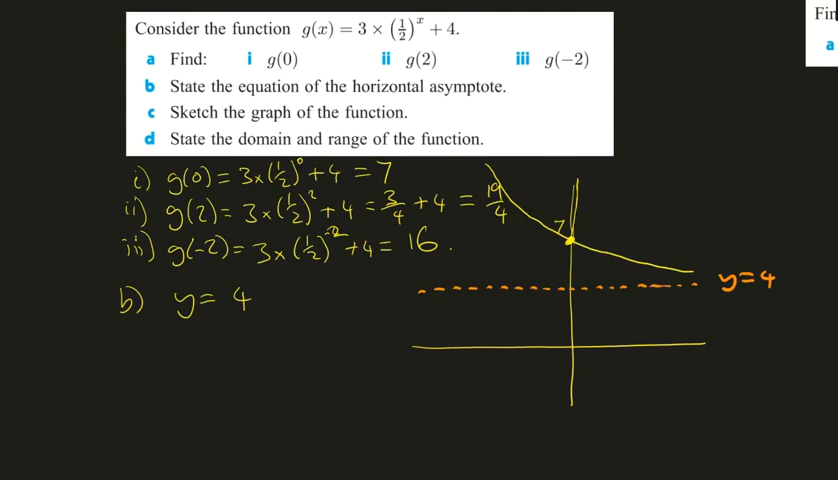 Consider the function g(x) = 3 × (1/2)^x + 4.
a Find: i g(0) ii g(2) iii g(−2)
b State the equation of the horizontal asymptote.
c Sketch the graph of the function.
d State the domain and range of the function.
Fin
a
i) g(0) = 3×(1/2)^0 + 4 = 7
ii) g(2) = 3×(1/2)^2 + 4 = 3/4 + 4 = 19/4
iii) g(-2) = 3×(1/2)^-2 + 4 = 16.
b) y = 4
7
y=4